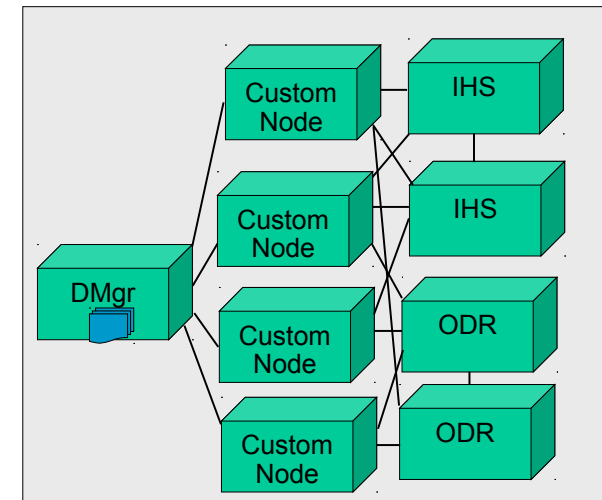 Custom
Node
IHS
Custom
Node
IHS
DMgr
Custom
Node
ODR
Custom
Node
ODR